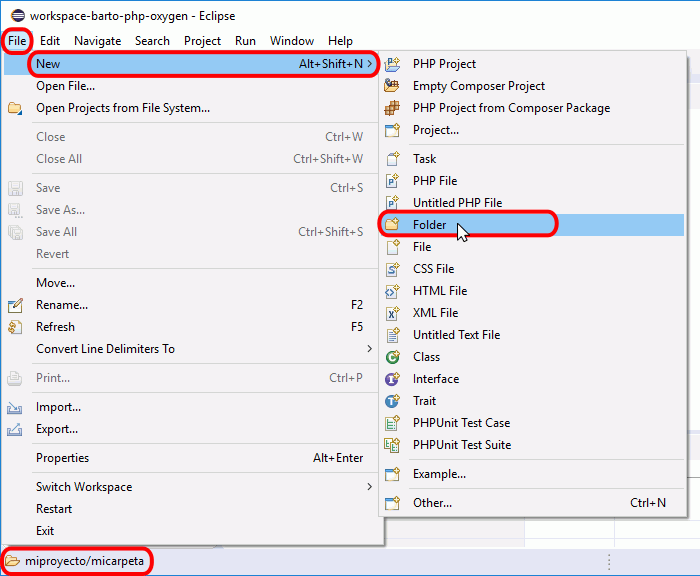 workspace-barto-php-oxygen - Eclipse
File Edit Navigate Search Project Run Window Help
New Alt+Shift+N
Open File...
Open Projects from File System...
Close Ctrl+W
Close All Ctrl+Shift+W
Save Ctrl+S
Save As...
Save All Ctrl+Shift+S
Revert
Move...
Rename... F2
Refresh F5
Convert Line Delimiters To
Print... Ctrl+P
Import...
Export...
Properties Alt+Enter
Switch Workspace
Restart
Exit
PHP Project
Empty Composer Project
PHP Project from Composer Package
Project...
Task
PHP File
Untitled PHP File
Folder
File
CSS File
HTML File
XML File
Untitled Text File
Class
Interface
Trait
PHPUnit Test Case
PHPUnit Test Suite
Example...
Other... Ctrl+N
miproyecto/micarpeta